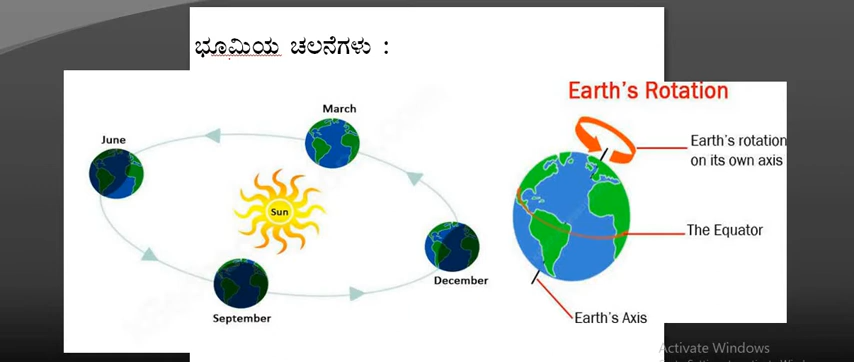 ಭೂಮಿಯ ಚಲನೆಗಳು :
Earth's Rotation
March
June
Sun
December
September
Earth's rotation
on its own axis
The Equator
Earth's Axis
Activate Windows